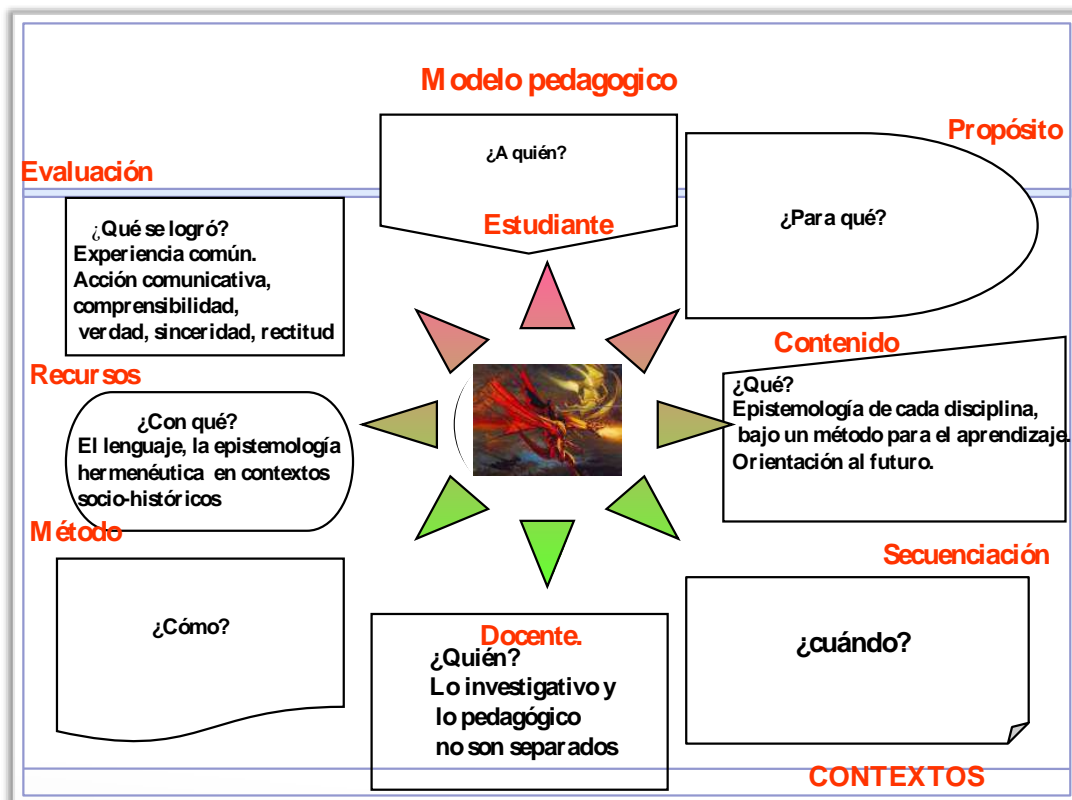 Modelo pedagogico
¿A quién?
Estudiante
Propósito
¿Para qué?
Evaluación
¿Qué se logró?
Experiencia común.
Acción comunicativa,
comprensibilidad,
verdad, sinceridad, rectitud
Contenido
¿Qué?
Epistemología de cada disciplina,
bajo un método para el aprendizaje.
Orientación al futuro.
Recursos
¿Con qué?
El lenguaje, la epistemología
hermenéutica en contextos
socio-históricos
Método
¿Cómo?
Docente.
¿Quién?
Lo investigativo y
lo pedagógico
no son separados
Secuenciación
¿cuándo?
CONTEXTOS